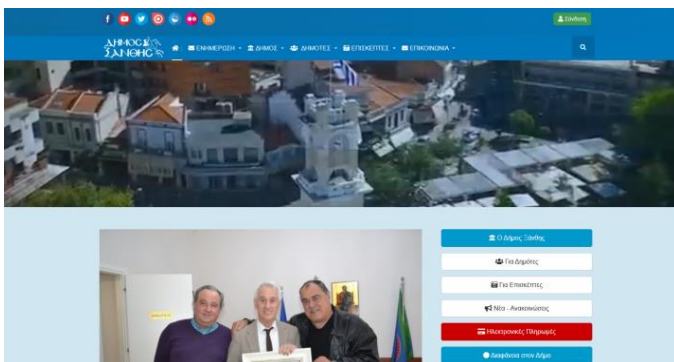 Σύνδεση
ΔΗΜΟΣ
ΞΑΝΘΗΣ
ΕΝΗΜΕΡΩΣΗ ΔΗΜΟΣ ΔΗΜΟΤΕΣ ΕΠΙΣΚΕΠΤΕΣ ΕΠΙΚΟΙΝΩΝΙΑ
Ο Δήμος Ξάνθης
Για Δημότες
Για Επισκέπτες
Νέα - Ανακοινώσεις
Ηλεκτρονικές Πληρωμές
Διαφάνεια στον Δήμο